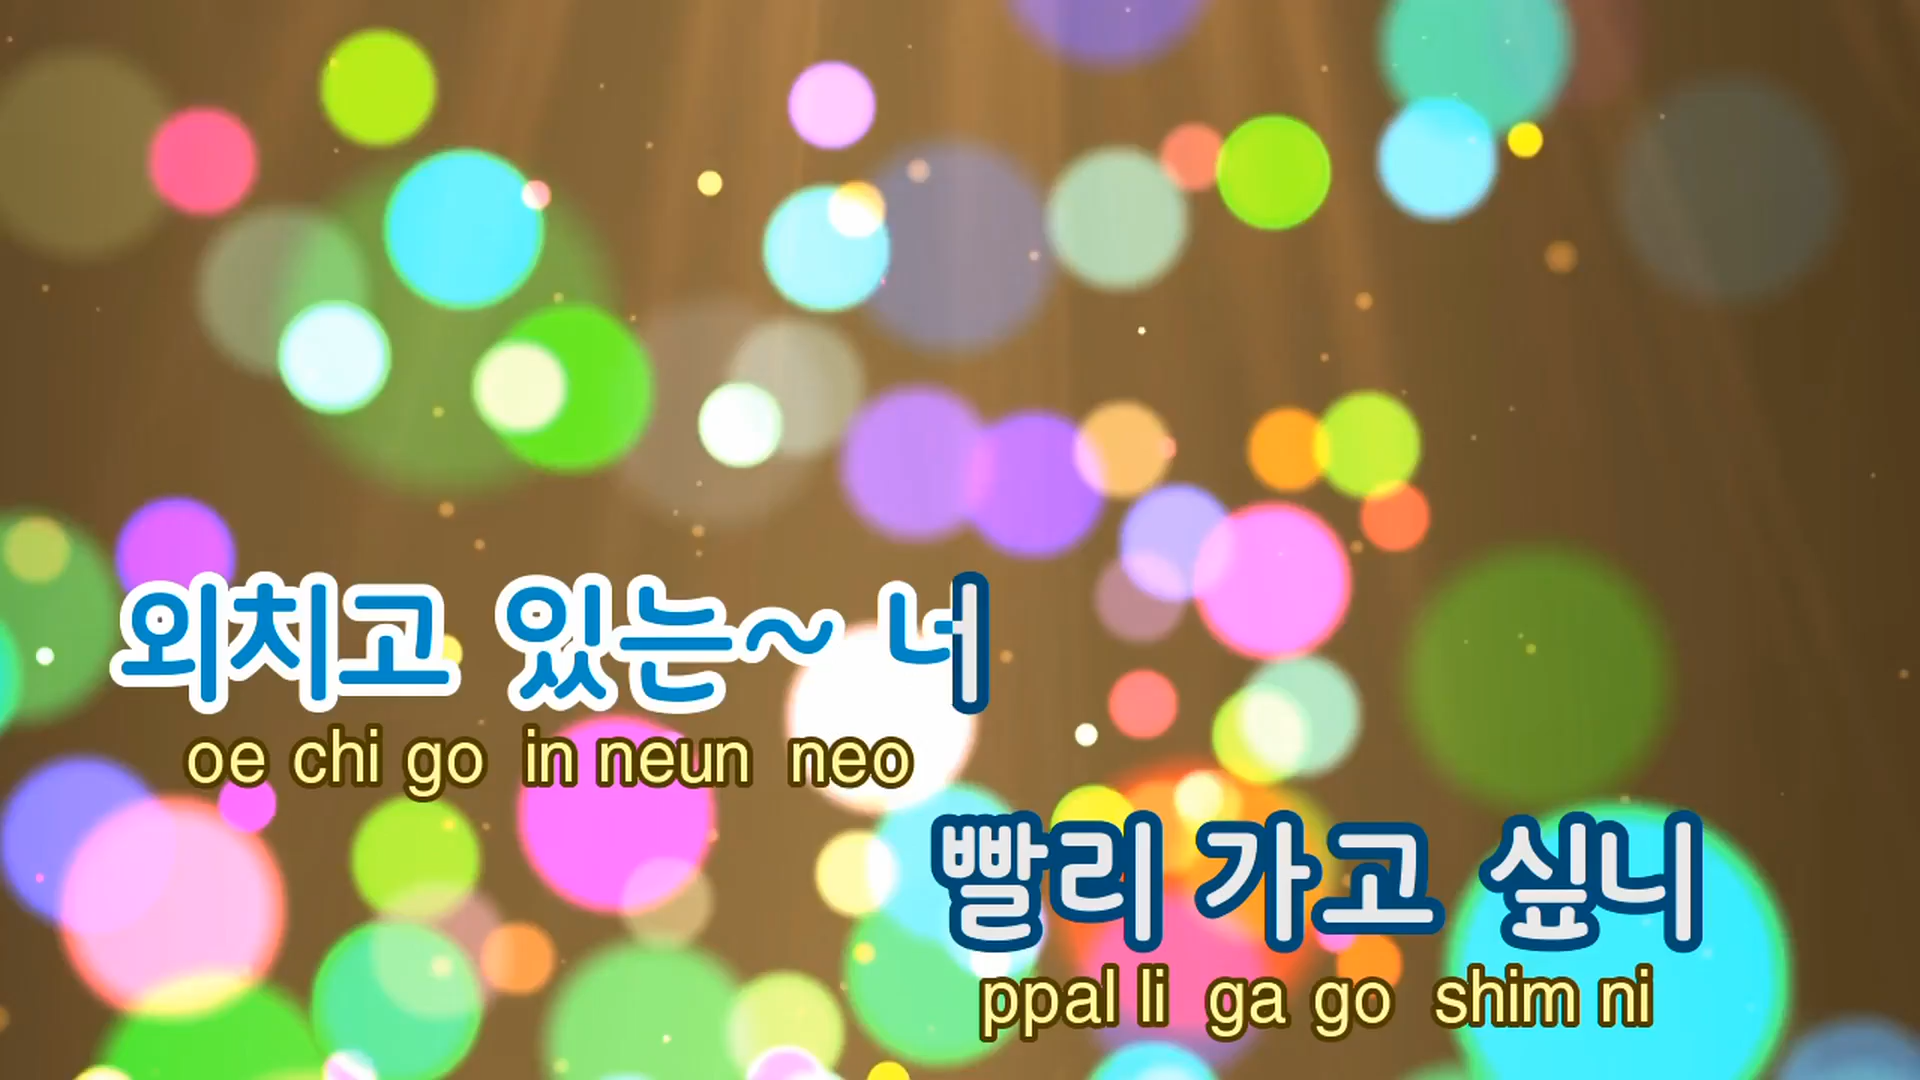 외치고 있는~ 너
oe chi go in neun neo
빨리 가고 싶니
ppal li ga go shim ni